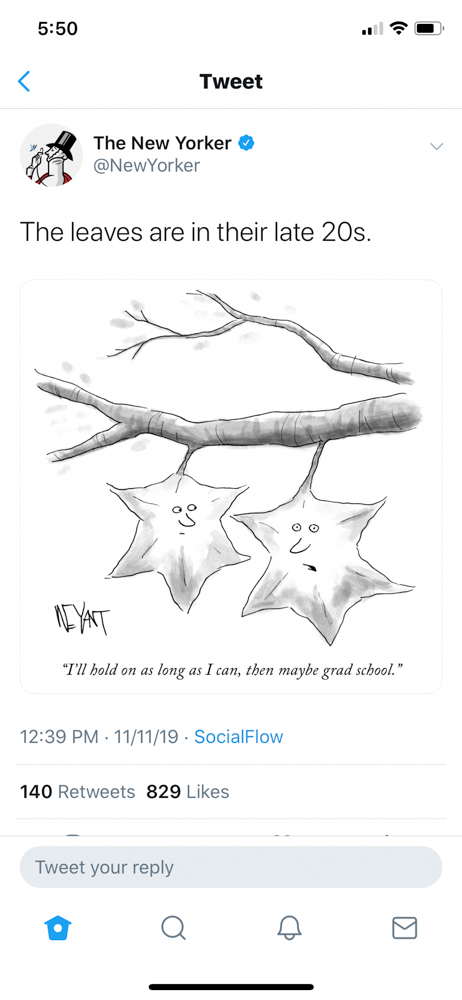 5:50
Tweet
The New Yorker
@NewYorker
The leaves are in their late 20s.
WEYANT
“I’ll hold on as long as I can, then maybe grad school.”
12:39 PM · 11/11/19 · SocialFlow
140 Retweets 829 Likes
Tweet your reply